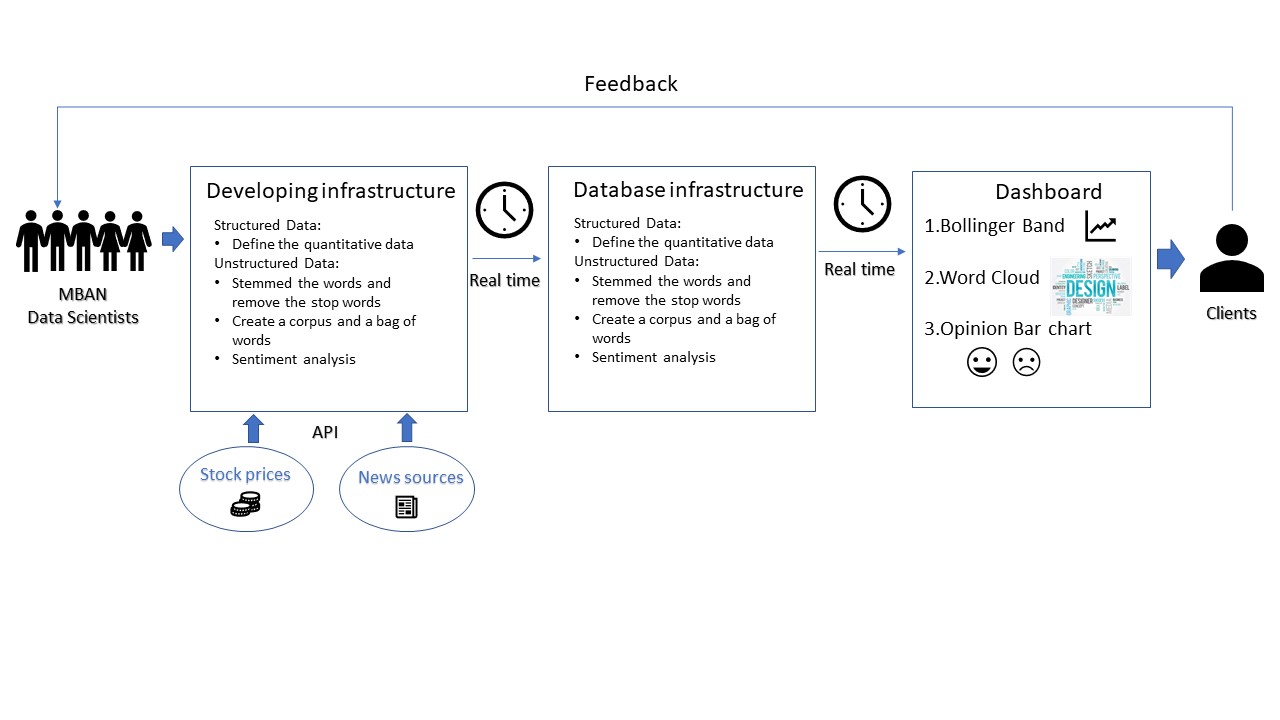 Feedback
MBAN
Data Scientists
Developing infrastructure
Structured Data:
• Define the quantitative data
Unstructured Data:
• Stemmed the words and
remove the stop words
• Create a corpus and a bag of
words
• Sentiment analysis
API
Stock prices
News sources
Real time
Database infrastructure
Structured Data:
• Define the quantitative data
Unstructured Data:
• Stemmed the words and
remove the stop words
• Create a corpus and a bag of
words
• Sentiment analysis
Real time
Dashboard
1.Bollinger Band
2.Word Cloud
DESIGN
3.Opinion Bar chart
Clients